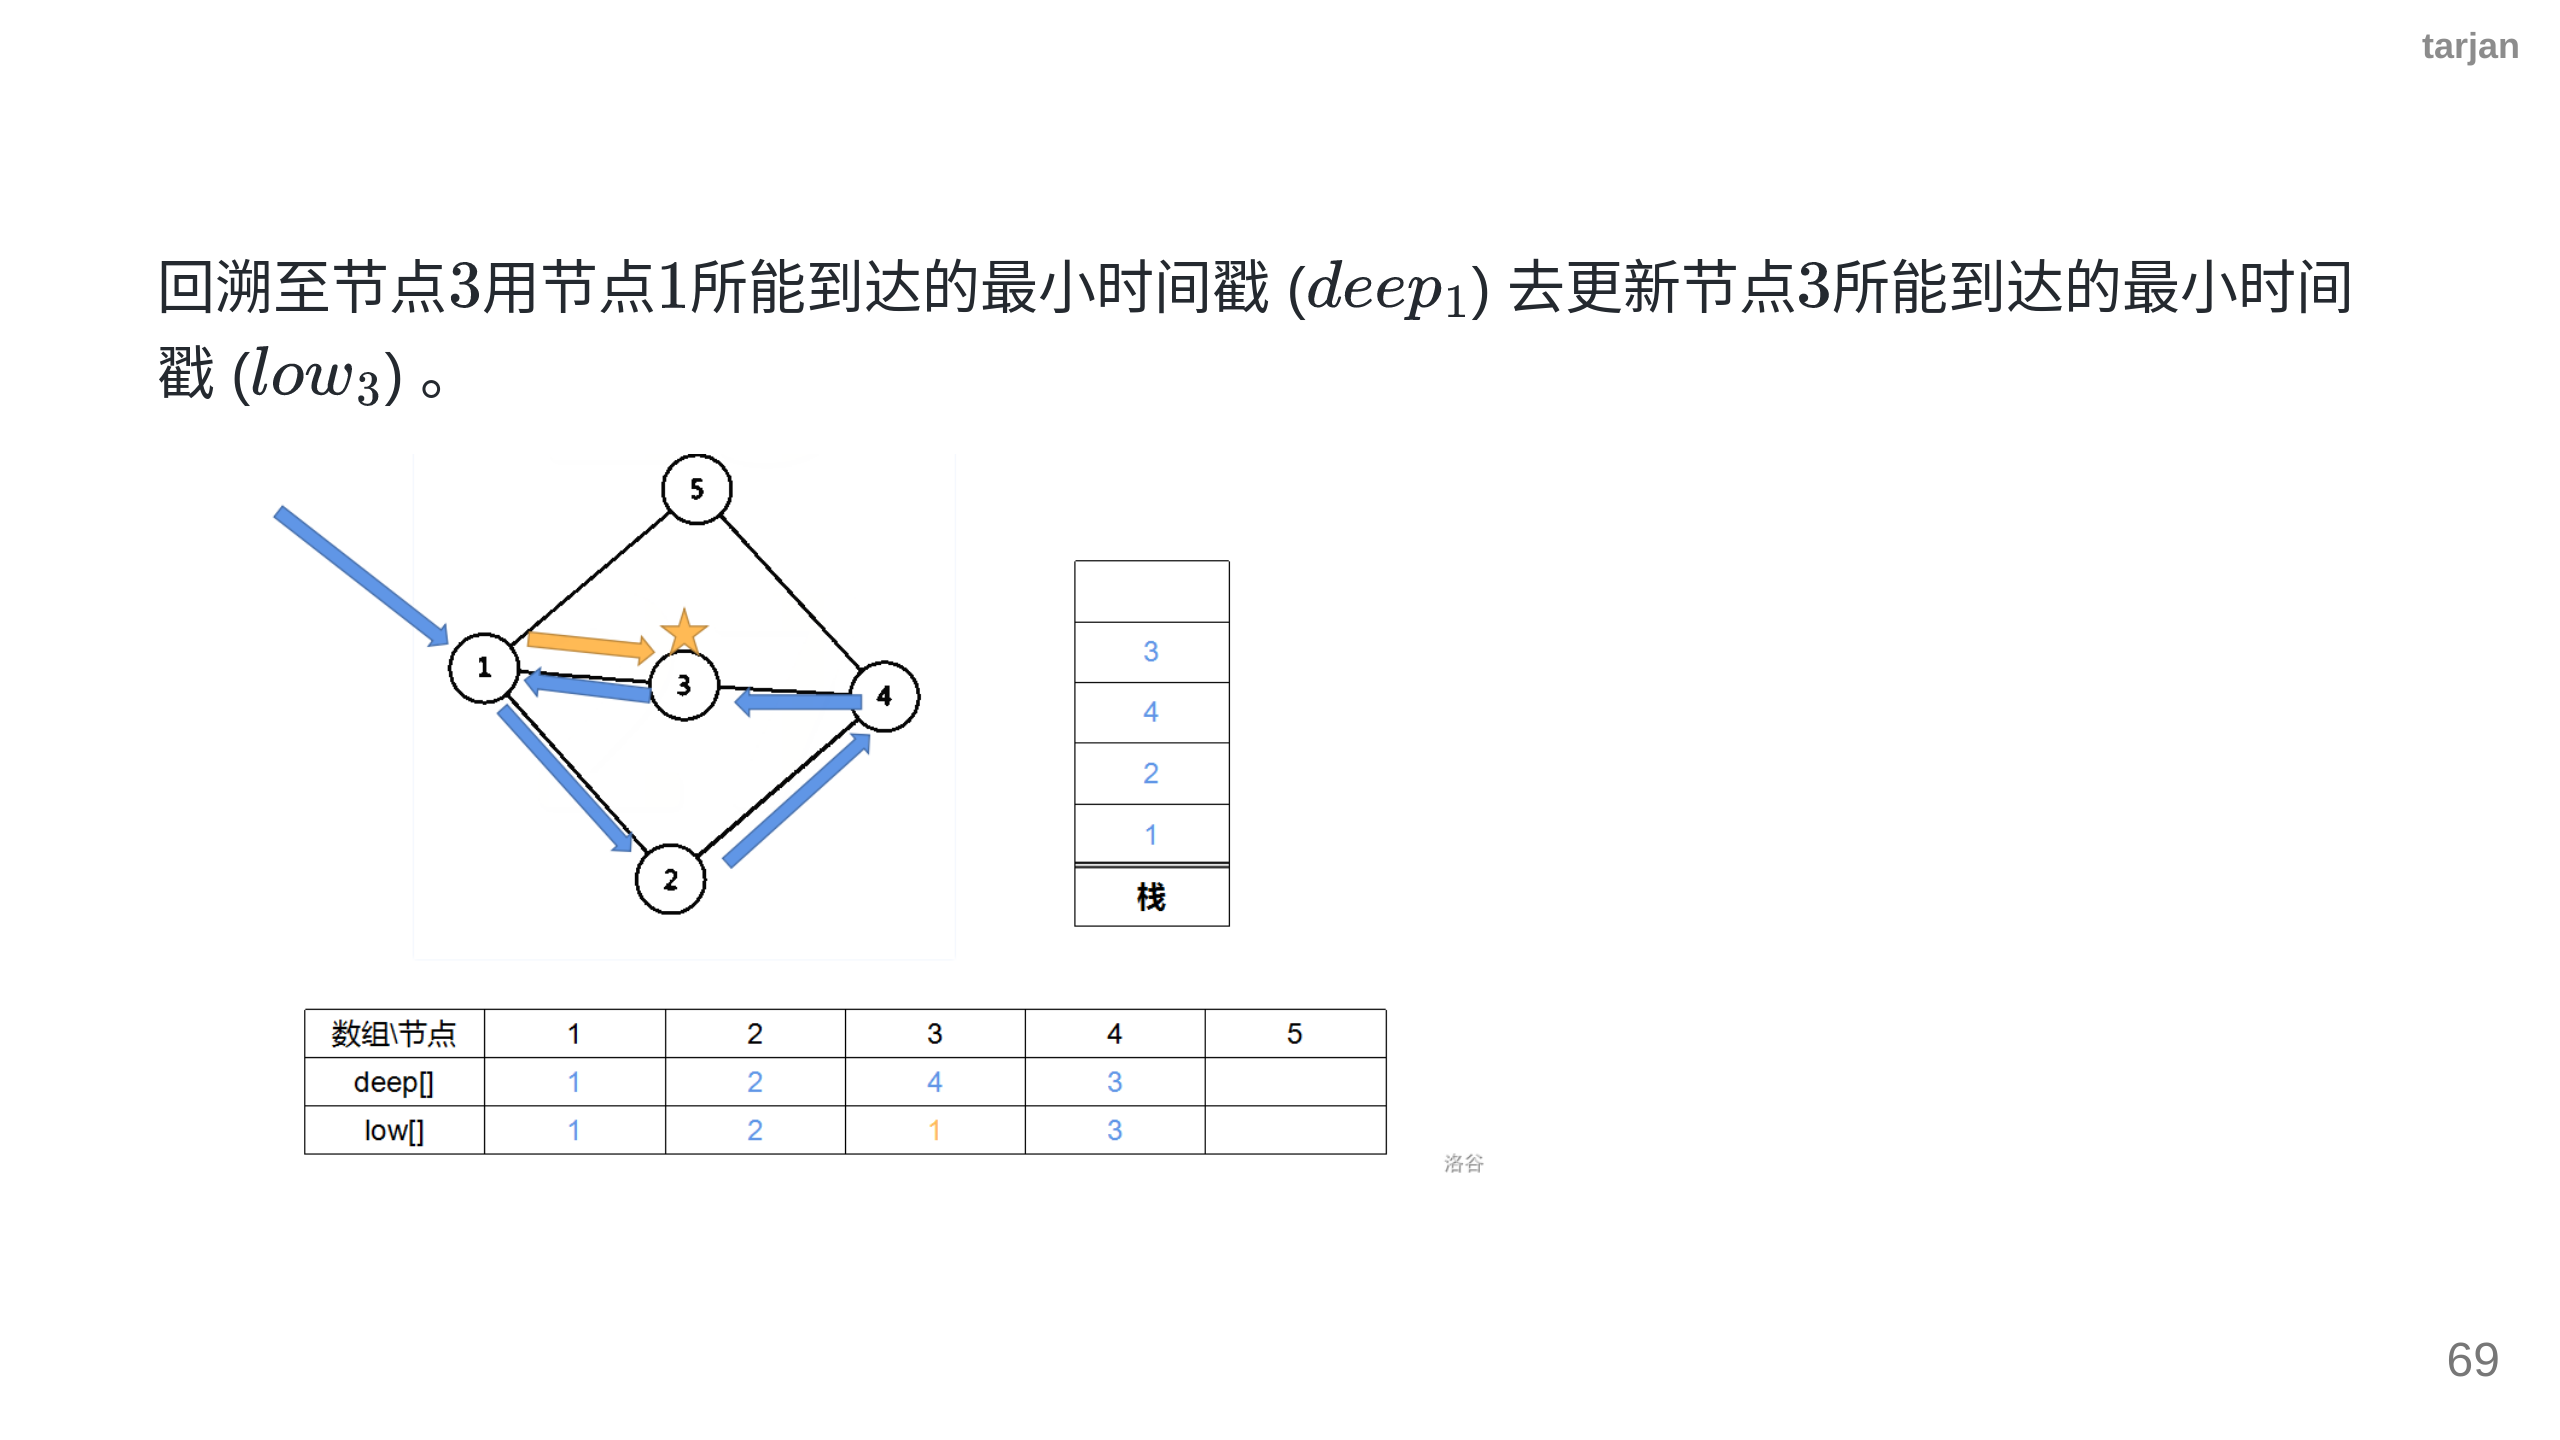 tarjan
回溯至节点3用节点1所能到达的最小时间戳 (deep₁) 去更新节点3所能到达的最小时间
戳 (low₃) 。
5
1
3
4
2
3
4
2
1
栈
数组\节点 1 2 3 4 5
deep[] 1 2 4 3
low[] 1 2 1 3
洛谷
69